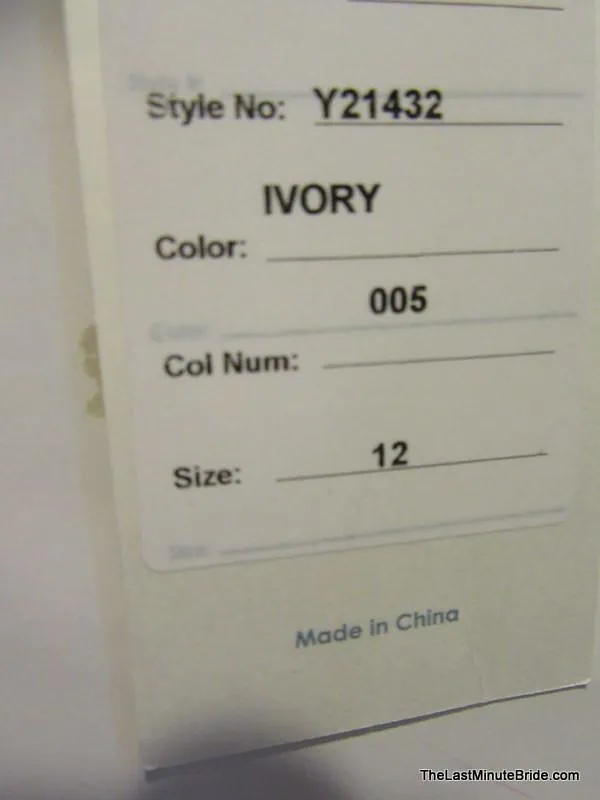 Style No: Y21432
IVORY
Color:
005
Col Num:
Size: 12
Made in China
TheLastMinuteBride.com